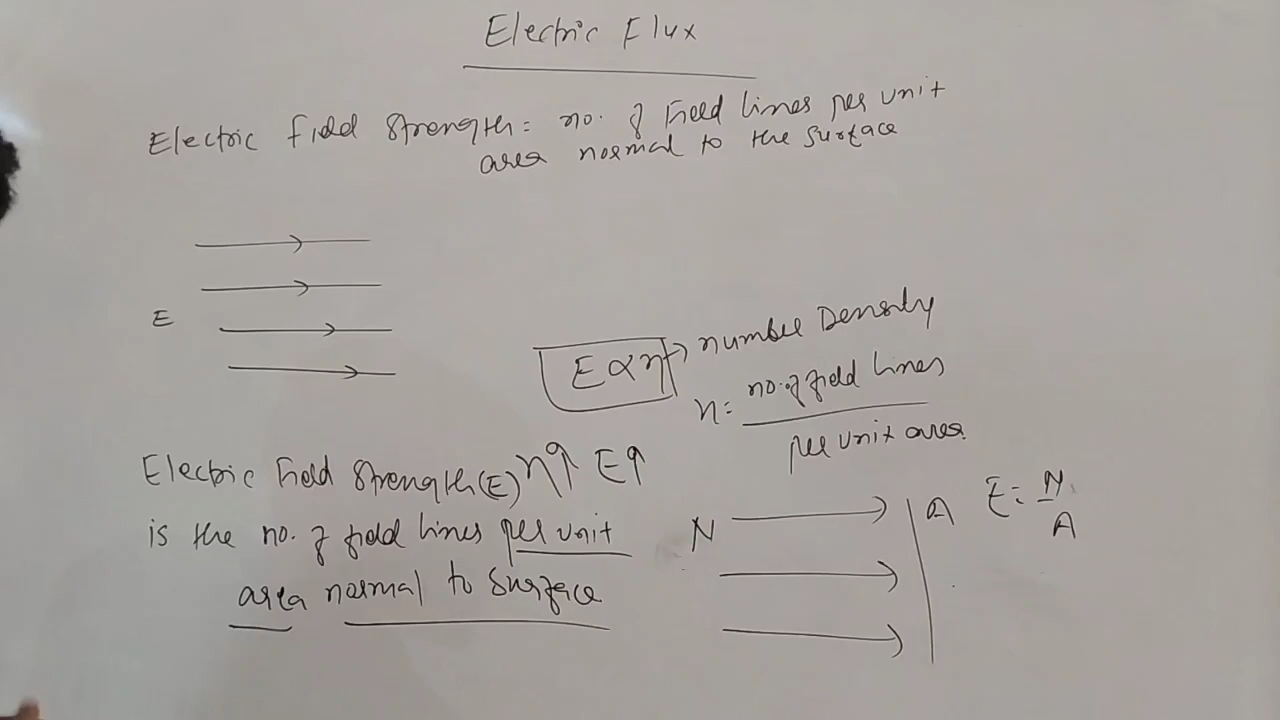 Electric Flux
Electric field strength = no. of field lines per unit
area normal to the surface
E
E ∝ n → number Density
n = no. of field lines
per unit area.
Electric Field Strength (E) n↑ E↑
is the no. of field lines per unit
area normal to surface
N
A
E = N
A